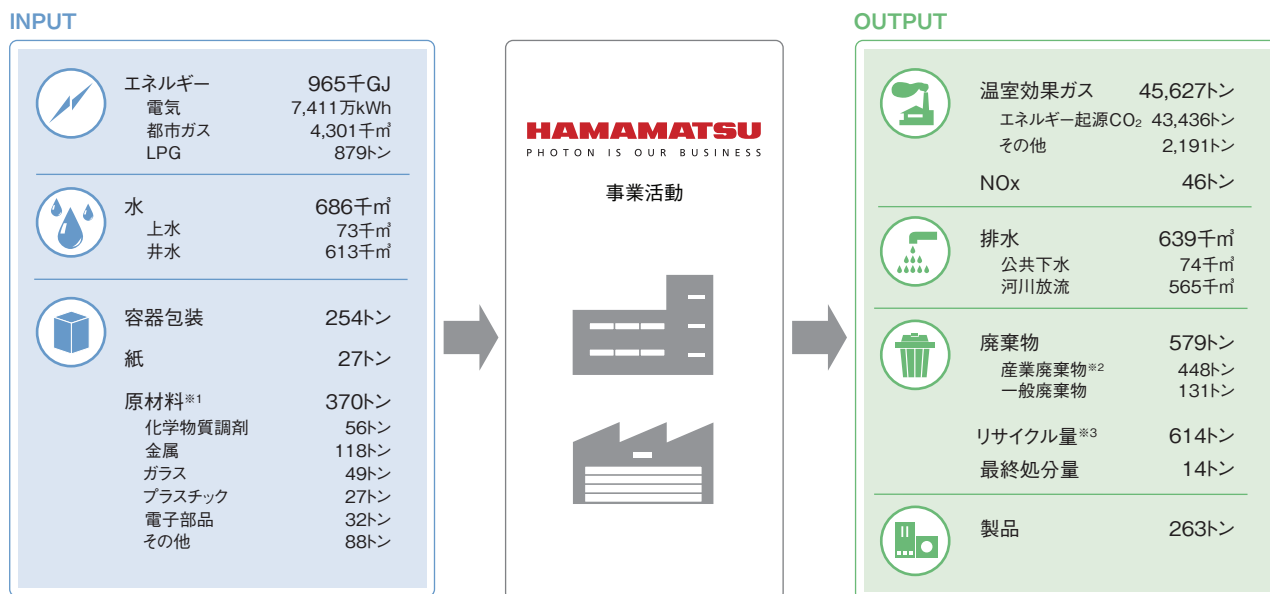 INPUT
エネルギー 965千GJ
電気 7,411万kWh
都市ガス 4,301千㎥
LPG 879トン
水 686千㎥
上水 73千㎥
井水 613千㎥
容器包装 254トン
紙 27トン
原材料※1 370トン
化学物質調剤 56トン
金属 118トン
ガラス 49トン
プラスチック 27トン
電子部品 32トン
その他 88トン
HAMAMATSU
PHOTON IS OUR BUSINESS
事業活動
OUTPUT
温室効果ガス 45,627トン
エネルギー起源CO₂ 43,436トン
その他 2,191トン
NOx 46トン
排水 639千㎥
公共下水 74千㎥
河川放流 565千㎥
廃棄物 579トン
産業廃棄物※2 448トン
一般廃棄物 131トン
リサイクル量※3 614トン
最終処分量 14トン
製品 263トン